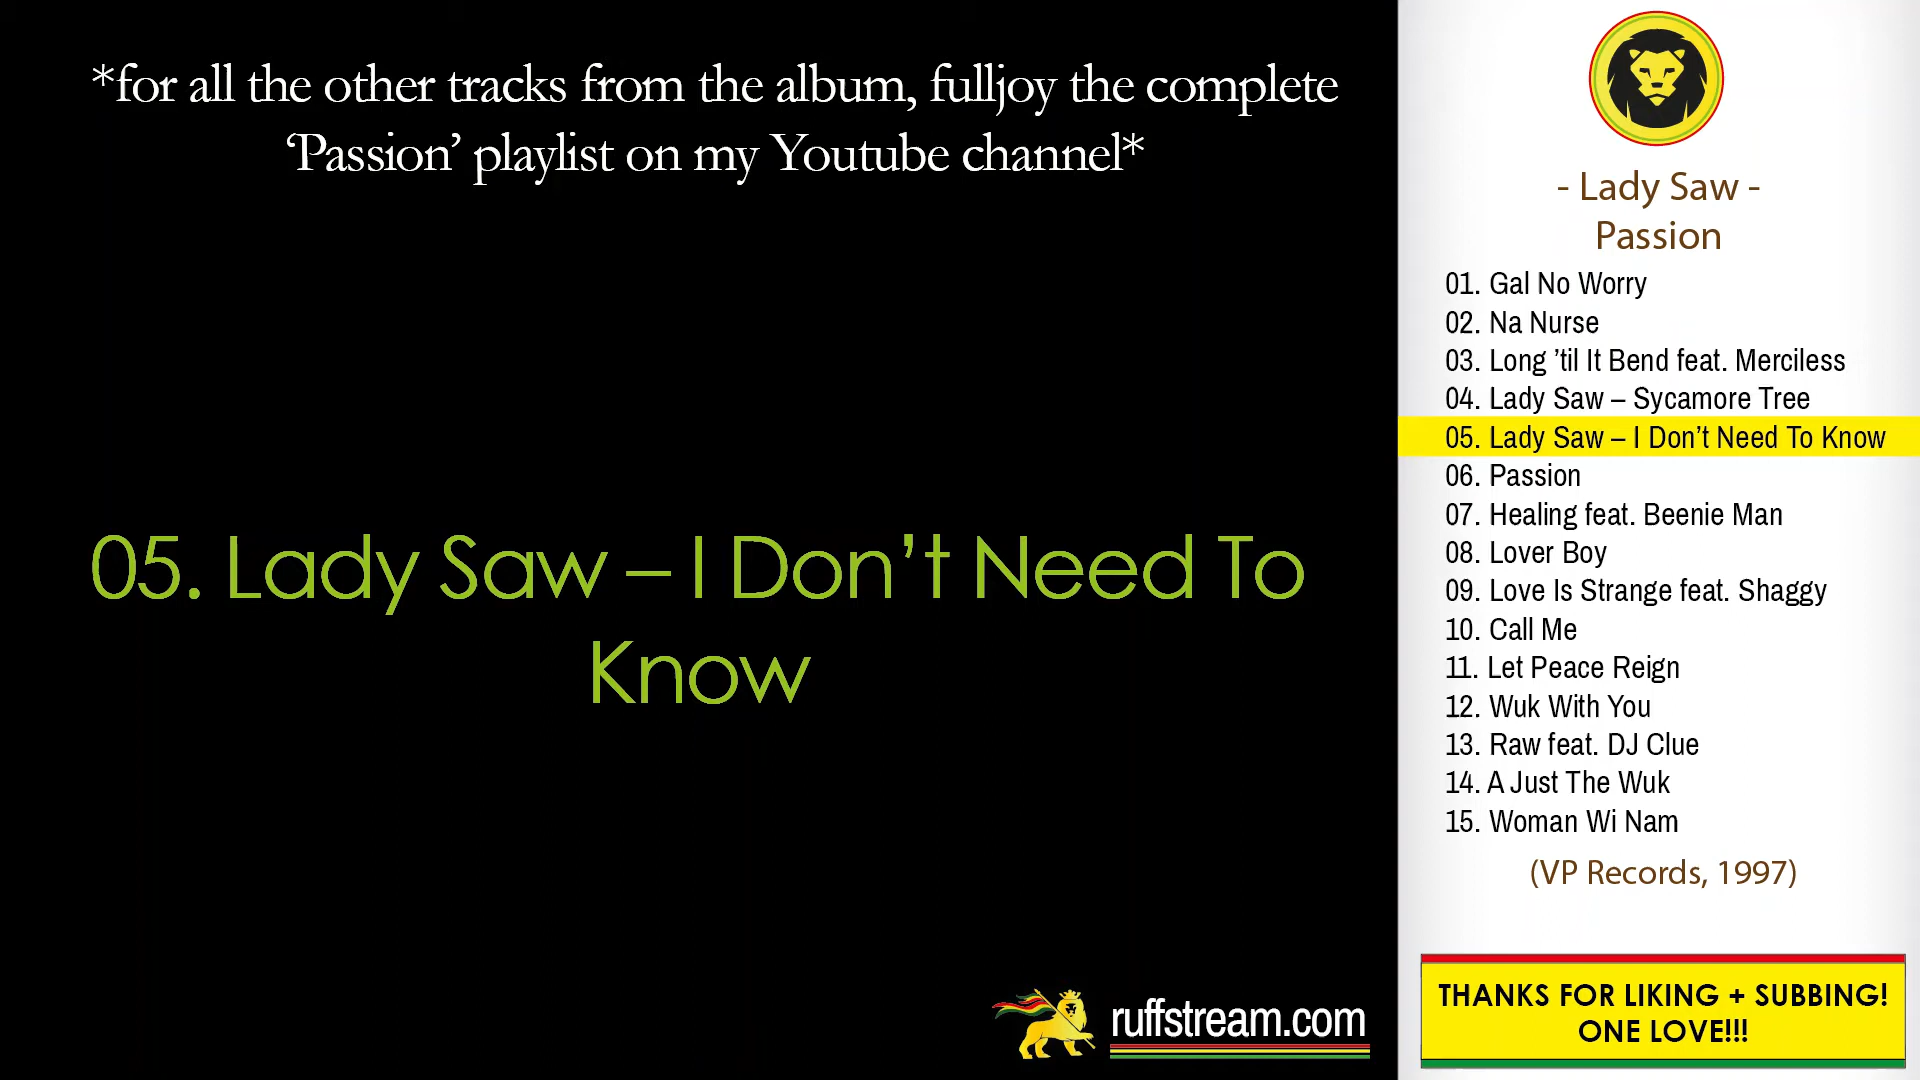 *for all the other tracks from the album, fulljoy the complete
‘Passion’ playlist on my Youtube channel*
05. Lady Saw – I Don’t Need To
Know
ruffstream.com
- Lady Saw -
Passion
01. Gal No Worry
02. Na Nurse
03. Long ’til It Bend feat. Merciless
04. Lady Saw – Sycamore Tree
05. Lady Saw – I Don’t Need To Know
06. Passion
07. Healing feat. Beenie Man
08. Lover Boy
09. Love Is Strange feat. Shaggy
10. Call Me
11. Let Peace Reign
12. Wuk With You
13. Raw feat. DJ Clue
14. A Just The Wuk
15. Woman Wi Nam
(VP Records, 1997)
THANKS FOR LIKING + SUBBING!
ONE LOVE!!!